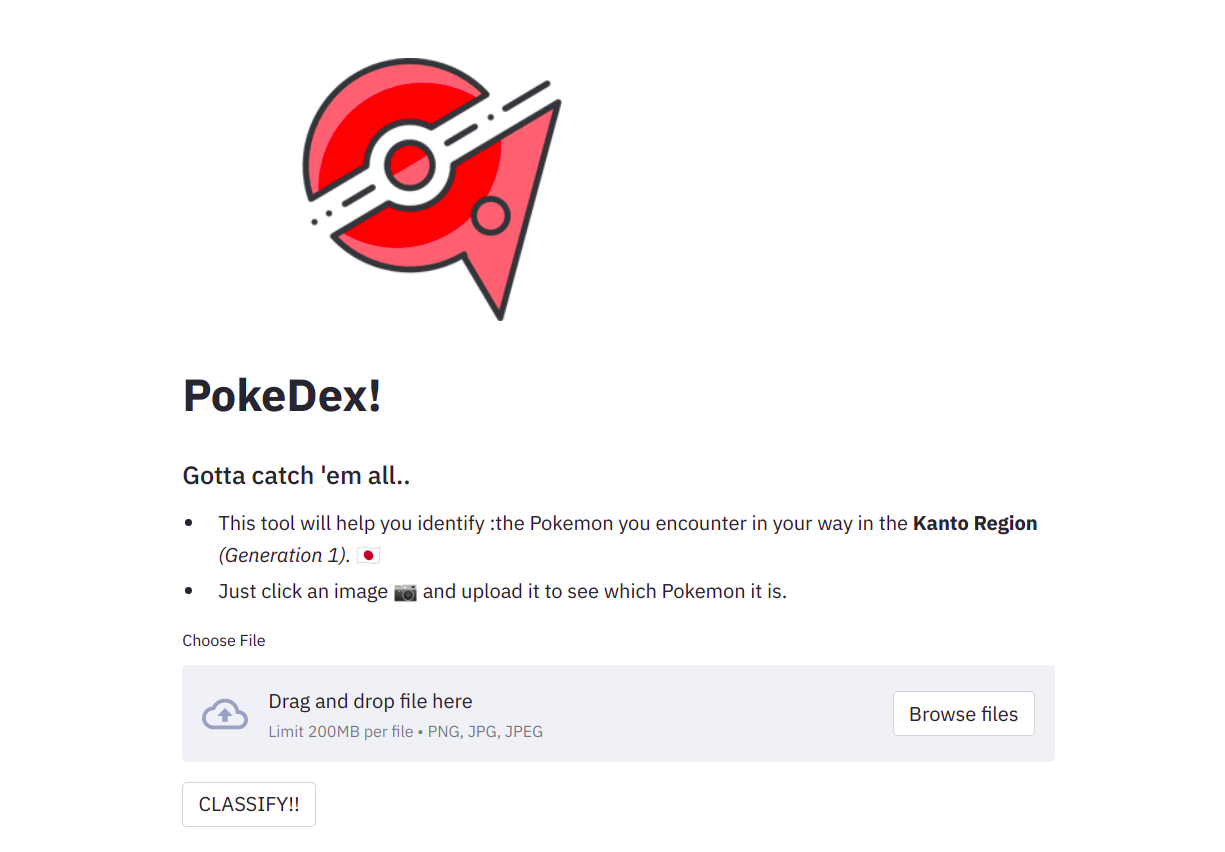 PokeDex!
Gotta catch 'em all..
• This tool will help you identify :the Pokemon you encounter in your way in the Kanto Region
(Generation 1). 🇯🇵
• Just click an image 📷 and upload it to see which Pokemon it is.
Choose File
Drag and drop file here
Limit 200MB per file • PNG, JPG, JPEG
Browse files
CLASSIFY!!